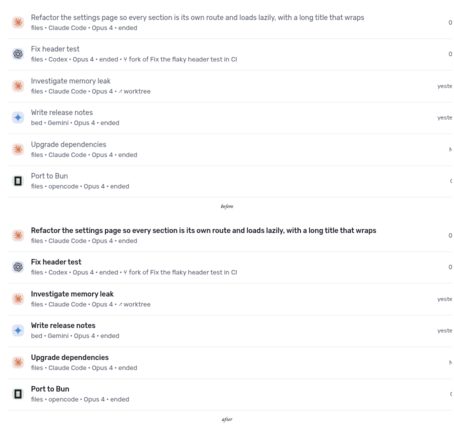 Refactor the settings page so every section is its own route and loads lazily, with a long title that wraps
files • Claude Code • Opus 4 • ended
Fix header test
files • Codex • Opus 4 • ended • Y fork of Fix the flaky header test in CI
Investigate memory leak
files • Claude Code • Opus 4 • worktree
yeste
Write release notes
bed • Gemini • Opus 4 • ended
yeste
Upgrade dependencies
files • Claude Code • Opus 4 • ended
Port to Bun
files • opencode • Opus 4 • ended
before
Refactor the settings page so every section is its own route and loads lazily, with a long title that wraps
files • Claude Code • Opus 4 • ended
Fix header test
files • Codex • Opus 4 • ended • Y fork of Fix the flaky header test in CI
Investigate memory leak
files • Claude Code • Opus 4 • worktree
yeste
Write release notes
bed • Gemini • Opus 4 • ended
yeste
Upgrade dependencies
files • Claude Code • Opus 4 • ended
Port to Bun
files • opencode • Opus 4 • ended
after